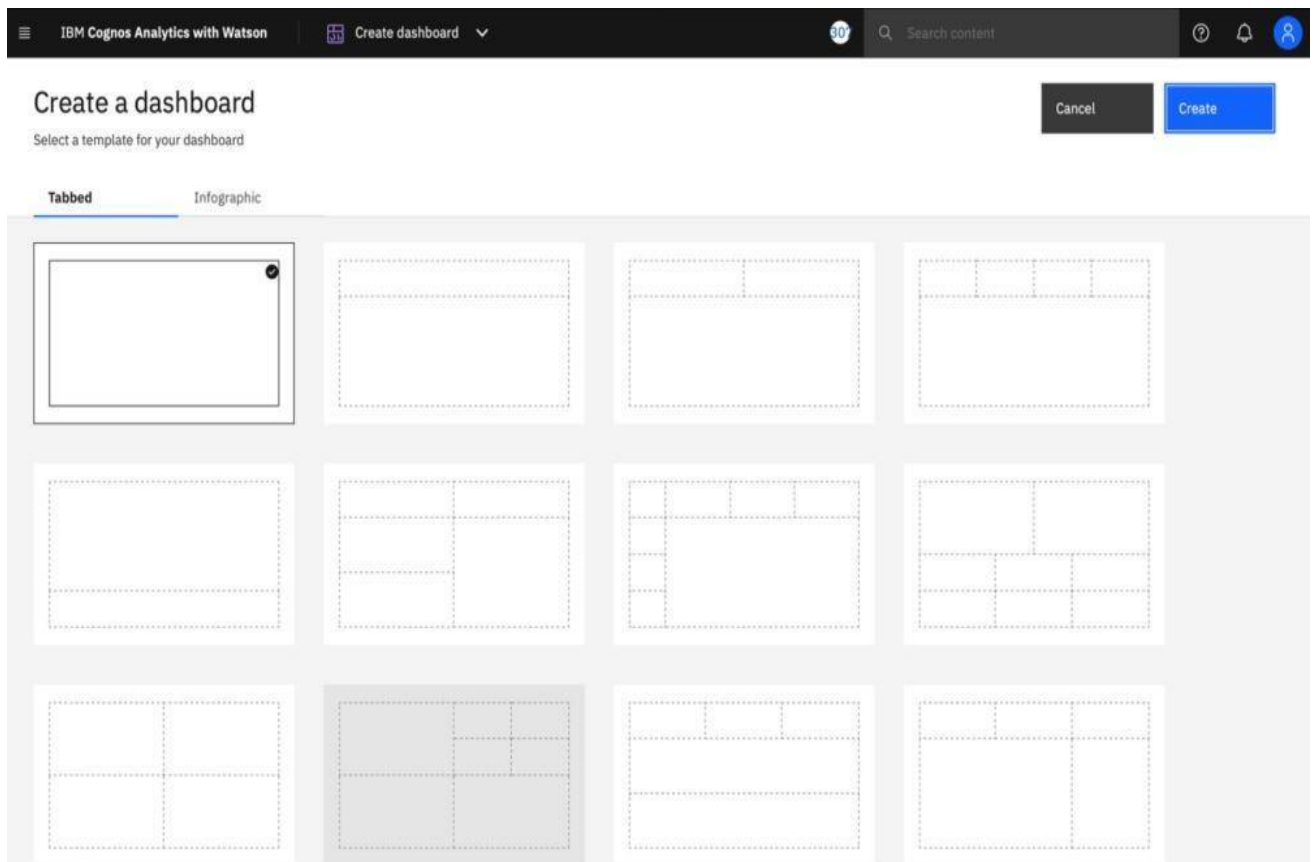 IBM Cognos Analytics with Watson
Create dashboard
30?
Search content
Create a dashboard
Cancel
Create
Select a template for your dashboard
Tabbed
Infographic